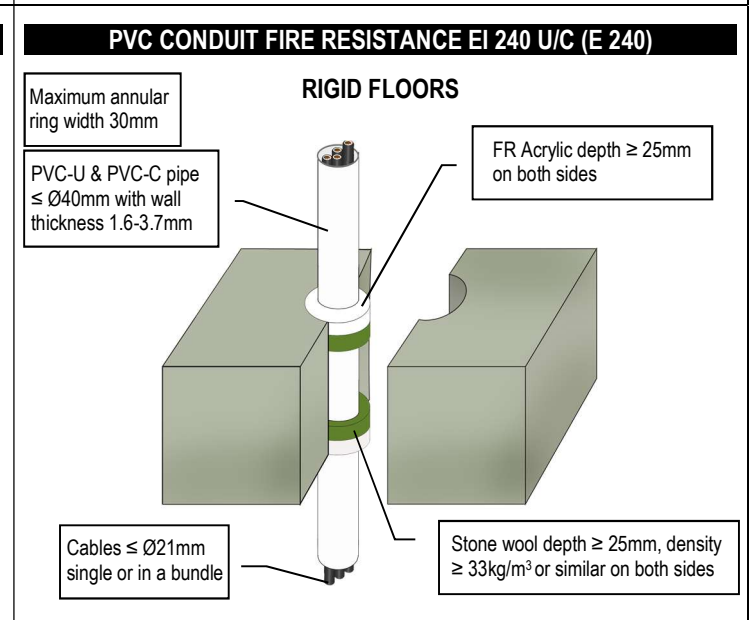 PVC CONDUIT FIRE RESISTANCE EI 240 U/C (E 240)
RIGID FLOORS
Maximum annular
ring width 30mm
PVC-U & PVC-C pipe
≤ Ø40mm with wall
thickness 1.6-3.7mm
FR Acrylic depth ≥ 25mm
on both sides
Cables ≤ Ø21mm
single or in a bundle
Stone wool depth ≥ 25mm, density
≥ 33kg/m³ or similar on both sides